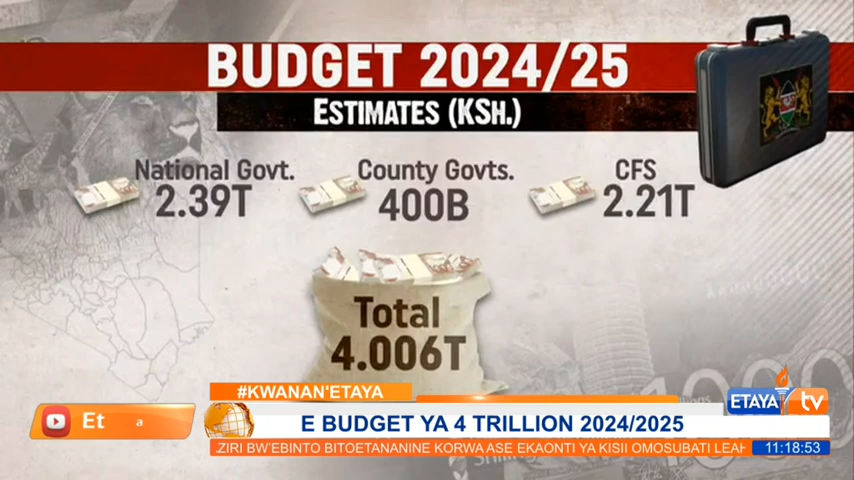 BUDGET 2024/25
ESTIMATES (KSH.)
National Govt.
2.39T
County Govts.
400B
CFS
2.21T
Total
4.006T
#KWANAN'ETAYA
Et a
E BUDGET YA 4 TRILLION 2024/2025
ETAYA tv
ZIRI BW'EBINTO BITOETANANINE KORWA ASE EKAONTI YA KISII OMOSUBATI LEAH
11:18:53